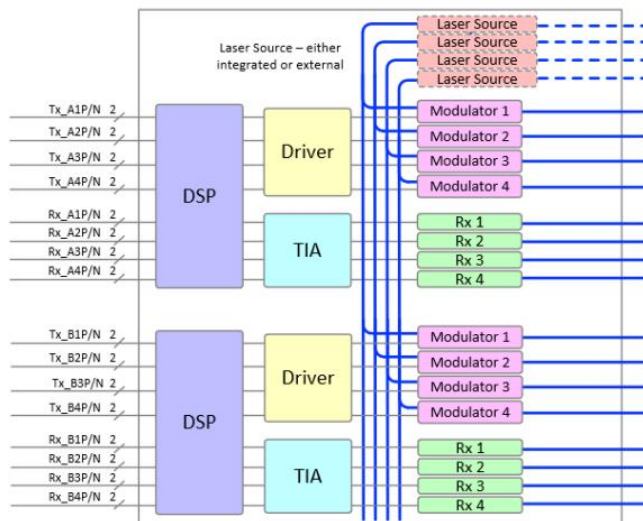 Laser Source
Laser Source
Laser Source
Laser Source
Laser Source – either
integrated or external
Tx_A1P/N 2
Tx_A2P/N 2
Tx_A3P/N 2
Tx_A4P/N 2
Rx_A1P/N 2
Rx_A2P/N 2
Rx_A3P/N 2
Rx_A4P/N 2
DSP
Driver
TIA
Modulator 1
Modulator 2
Modulator 3
Modulator 4
Rx 1
Rx 2
Rx 3
Rx 4
Tx_B1P/N 2
Tx_B2P/N 2
Tx_B3P/N 2
Tx_B4P/N 2
Rx_B1P/N 2
Rx_B2P/N 2
Rx_B3P/N 2
Rx_B4P/N 2
DSP
Driver
TIA
Modulator 1
Modulator 2
Modulator 3
Modulator 4
Rx 1
Rx 2
Rx 3
Rx 4